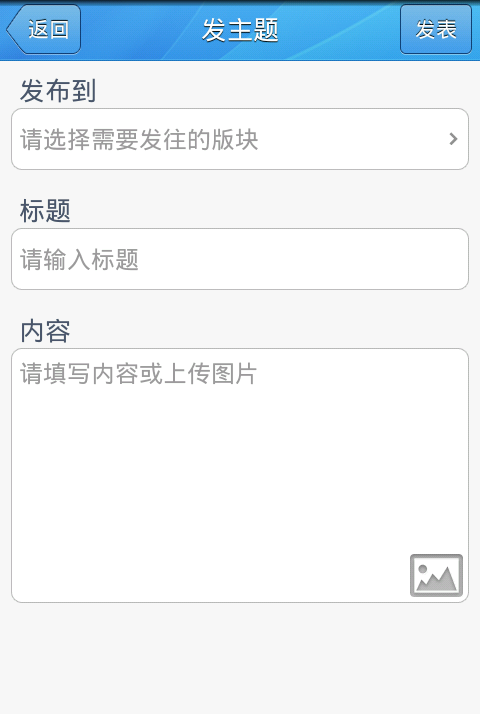 返回
发主题
发表
发布到
请选择需要发往的版块
标题
请输入标题
内容
请填写内容或上传图片